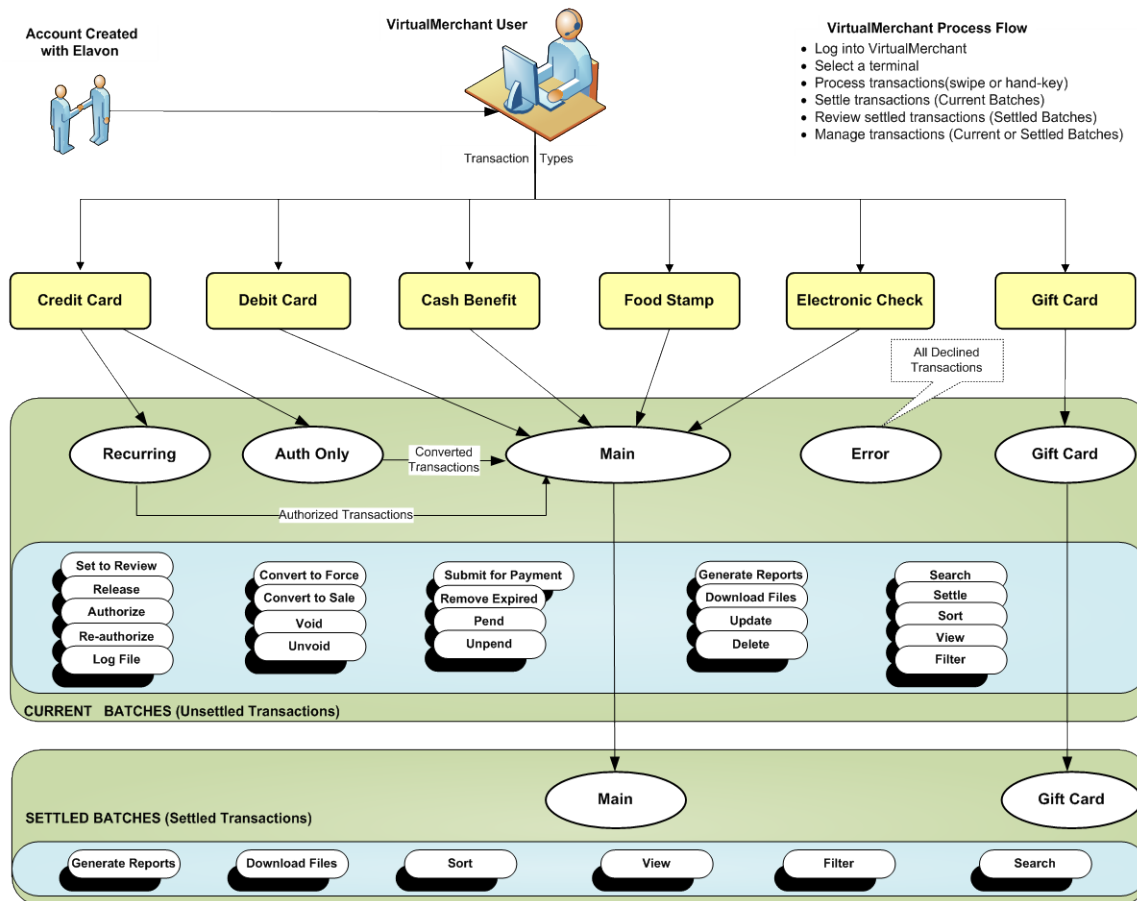 Account Created
with Elavon
VirtualMerchant User
VirtualMerchant Process Flow
• Log into VirtualMerchant
• Select a terminal
• Process transactions(swipe or hand-key)
• Settle transactions (Current Batches)
• Review settled transactions (Settled Batches)
• Manage transactions (Current or Settled Batches)
Transaction Types
Credit Card
Debit Card
Cash Benefit
Food Stamp
Electronic Check
Gift Card
All Declined
Transactions
Recurring
Auth Only
Converted
Transactions
Main
Error
Gift Card
Authorized Transactions
Set to Review
Release
Authorize
Re-authorize
Log File
Convert to Force
Convert to Sale
Void
Unvoid
Submit for Payment
Remove Expired
Pend
Unpend
Generate Reports
Download Files
Update
Delete
Search
Settle
Sort
View
Filter
CURRENT BATCHES (Unsettled Transactions)
Main
Gift Card
SETTLED BATCHES (Settled Transactions)
Generate Reports
Download Files
Sort
View
Filter
Search